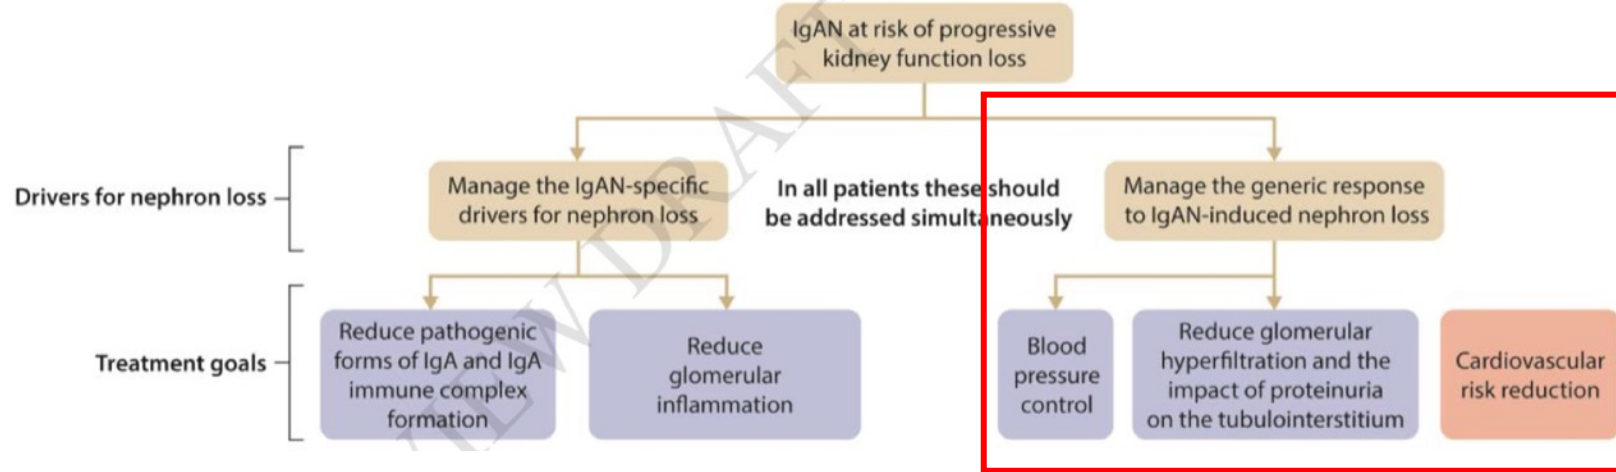 IgAN at risk of progressive
kidney function loss
Drivers for nephron loss
Manage the IgAN-specific
drivers for nephron loss
In all patients these should
be addressed simultaneously
Manage the generic response
to IgAN-induced nephron loss
Treatment goals
Reduce pathogenic
forms of IgA and IgA
immune complex
formation
Reduce
glomerular
inflammation
Blood
pressure
control
Reduce glomerular
hyperfiltration and the
impact of proteinuria
on the tubulointerstitium
Cardiovascular
risk reduction
VIEW DRAFT